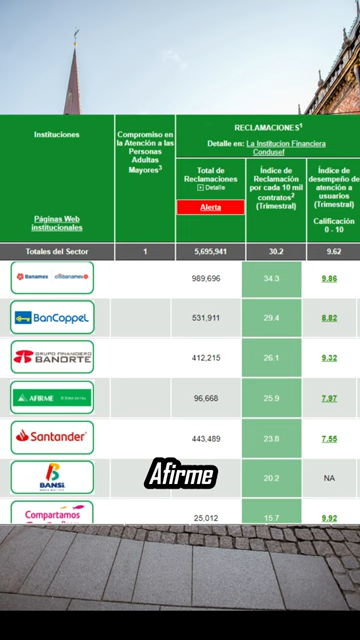 Instituciones
Páginas Web
institucionales
Compromiso en
la Atención a las
Personas
Adultas
Mayores3
RECLAMACIONES1
Detalle en: La Institucion Financiera
Condusef
Total de
Reclamaciones
Detalle
Alerta
Índice de
Reclamación
por cada 10 mil
contratos2
(Trimestral)
Índice de
desempeño de
atención a
usuarios
(Trimestral)
Calificación
0 - 10
Totales del Sector 1 5,695,941 30.2 9.62
Banamex citibanamex 989,696 34.3 9.86
BanCoppel 531,911 29.4 8.82
GRUPO FINANCIERO
BANORTE 412,215 26.1 9.32
AFIRME 96,668 25.9 7.97
Santander 443,489 23.8 7.55
BANSÍ 20.2 NA
Afirme
Compartamos 25,012 15.7 9.92